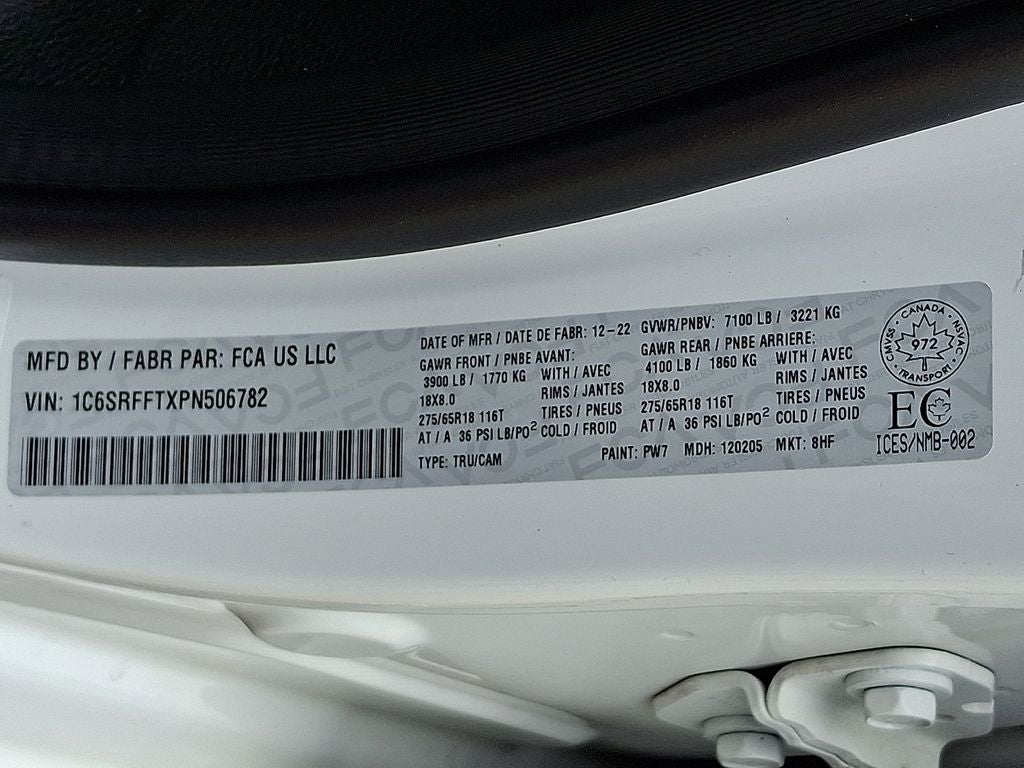 MFD BY / FABR PAR: FCA US LLC
VIN: 1C6SRFFTXPN506782
DATE OF MFR / DATE DE FABR: 12-22
GAWR FRONT / PNBE AVANT:
3900 LB / 1770 KG WITH / AVEC
18X8.0 RIMS / JANTES
275/65R18 116T TIRES / PNEUS
AT / A 36 PSI LB/PO² COLD / FROID
TYPE: TRU/CAM
GVWR/PNBV: 7100 LB / 3221 KG
GAWR REAR / PNBE ARRIERE:
4100 LB / 1860 KG WITH / AVEC
18X8.0 RIMS / JANTES
275/65R18 116T TIRES / PNEUS
AT / A 36 PSI LB/PO² COLD / FROID
PAINT: PW7 MDH: 120205 MKT: 8HF
CANADA
CMVSS NSVAC
972
TRANSPORT
EC
ICES/NMB-002